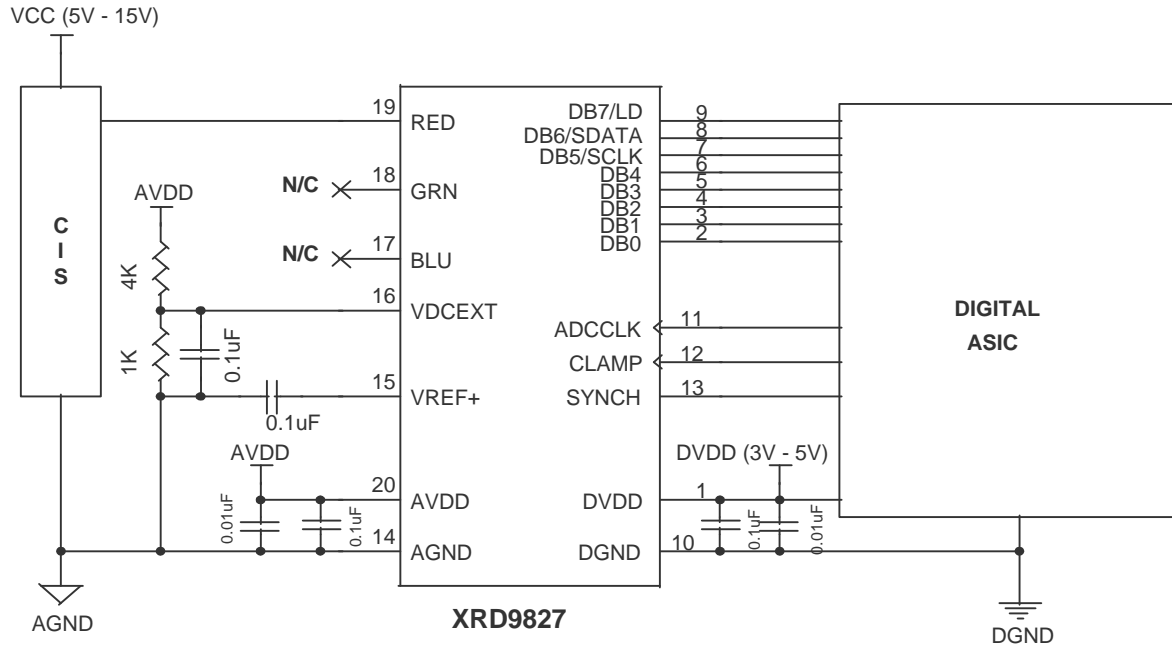 VCC (5V - 15V)
C
I
S
19
RED
18
N/C
GRN
17
N/C
BLU
AVDD
4K
16
VDCEXT
1K
0.1uF
15
VREF+
0.1uF
AVDD
20
AVDD
0.01uF
0.1uF
14
AGND
AGND
DB7/LD
9
DB6/SDATA
8
DB5/SCLK
7
DB4
6
DB3
5
DB2
4
DB1
3
DB0
2
ADCCLK
11
CLAMP
12
SYNCH
13
DVDD (3V - 5V)
DVDD
1
0.1uF
0.01uF
DGND
10
XRD9827
DIGITAL
ASIC
DGND